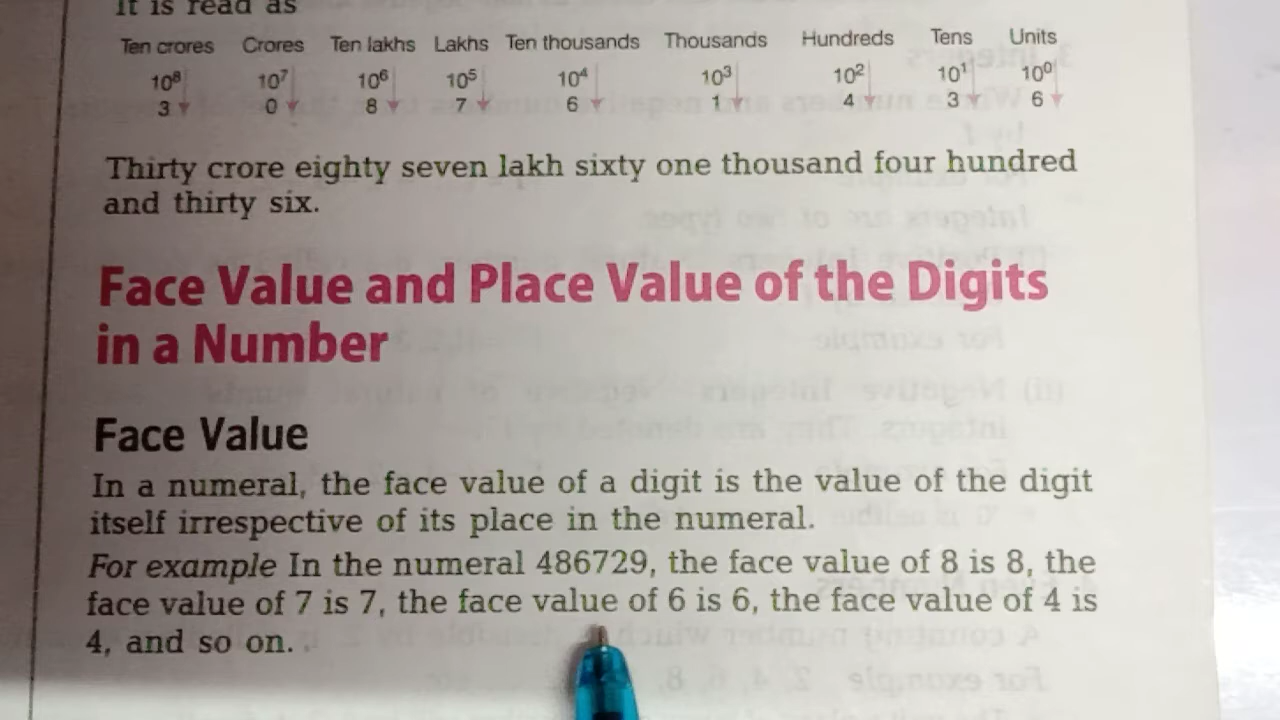 It is read as
Ten crores Crores Ten lakhs Lakhs Ten thousands Thousands Hundreds Tens Units
10⁸ 10⁷ 10⁶ 10⁵ 10⁴ 10³ 10² 10¹ 10⁰
3 0 8 7 6 1 4 3 6
Thirty crore eighty seven lakh sixty one thousand four hundred
and thirty six.
Face Value and Place Value of the Digits
in a Number
Face Value
In a numeral, the face value of a digit is the value of the digit
itself irrespective of its place in the numeral.
For example In the numeral 486729, the face value of 8 is 8, the
face value of 7 is 7, the face value of 6 is 6, the face value of 4 is
4, and so on.